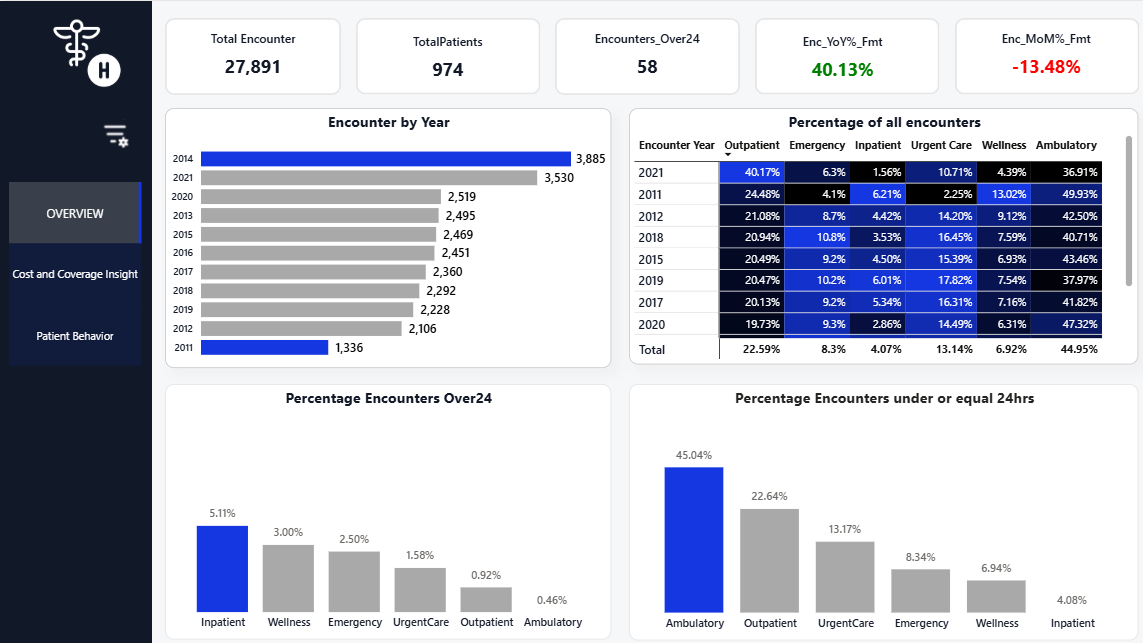 H
OVERVIEW
Cost and Coverage Insight
Patient Behavior
Total Encounter
27,891
TotalPatients
974
Encounters_Over24
58
Enc_YoY%_Fmt
40.13%
Enc_MoM%_Fmt
-13.48%
Encounter by Year
2014 3,885
2021 3,530
2020 2,519
2013 2,495
2015 2,469
2016 2,451
2017 2,360
2018 2,292
2019 2,228
2012 2,106
2011 1,336
Percentage of all encounters
Encounter Year Outpatient Emergency Inpatient Urgent Care Wellness Ambulatory
2021 40.17% 6.3% 1.56% 10.71% 4.39% 36.91%
2011 24.48% 4.1% 6.21% 2.25% 13.02% 49.93%
2012 21.08% 8.7% 4.42% 14.20% 9.12% 42.50%
2018 20.94% 10.8% 3.53% 16.45% 7.59% 40.71%
2015 20.49% 9.2% 4.50% 15.39% 6.93% 43.46%
2019 20.47% 10.2% 6.01% 17.82% 7.54% 37.97%
2017 20.13% 9.2% 5.34% 16.31% 7.16% 41.82%
2020 19.73% 9.3% 2.86% 14.49% 6.31% 47.32%
Total 22.59% 8.3% 4.07% 13.14% 6.92% 44.95%
Percentage Encounters Over24
5.11%
3.00%
2.50%
1.58%
0.92%
0.46%
Inpatient Wellness Emergency UrgentCare Outpatient Ambulatory
Percentage Encounters under or equal 24hrs
45.04%
22.64%
13.17%
8.34%
6.94%
4.08%
Ambulatory Outpatient UrgentCare Emergency Wellness Inpatient